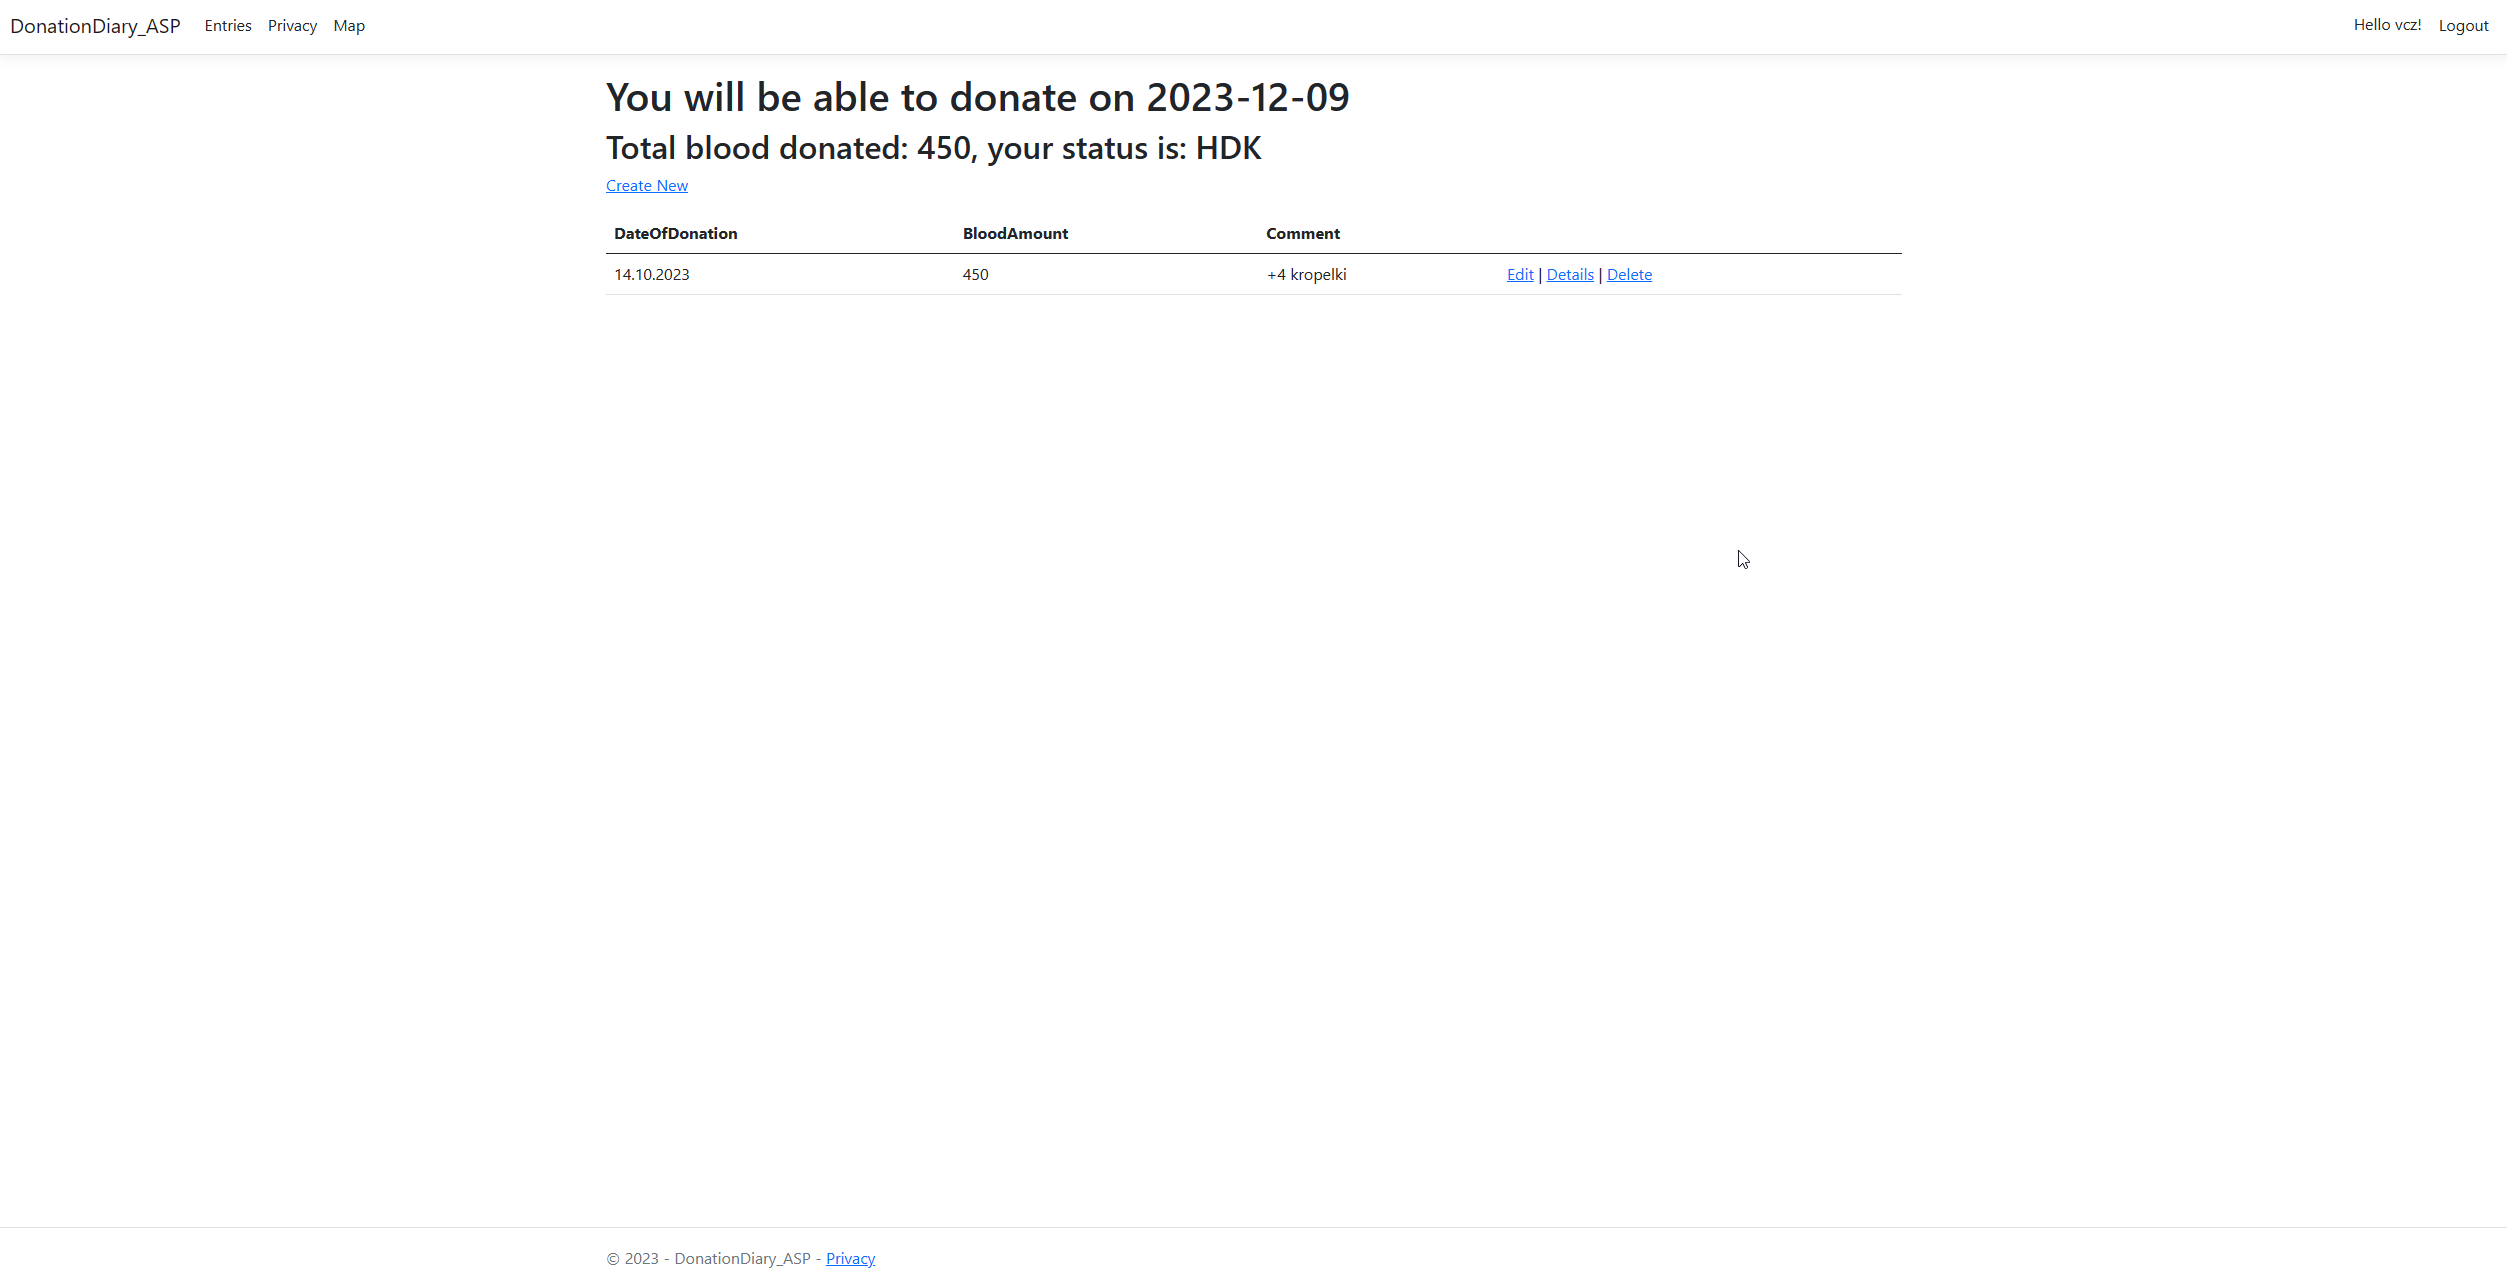 DonationDiary_ASP Entries Privacy Map Hello vcz! Logout
You will be able to donate on 2023-12-09
Total blood donated: 450, your status is: HDK
Create New
DateOfDonation BloodAmount Comment
14.10.2023 450 +4 kropelki Edit | Details | Delete
© 2023 - DonationDiary_ASP - Privacy